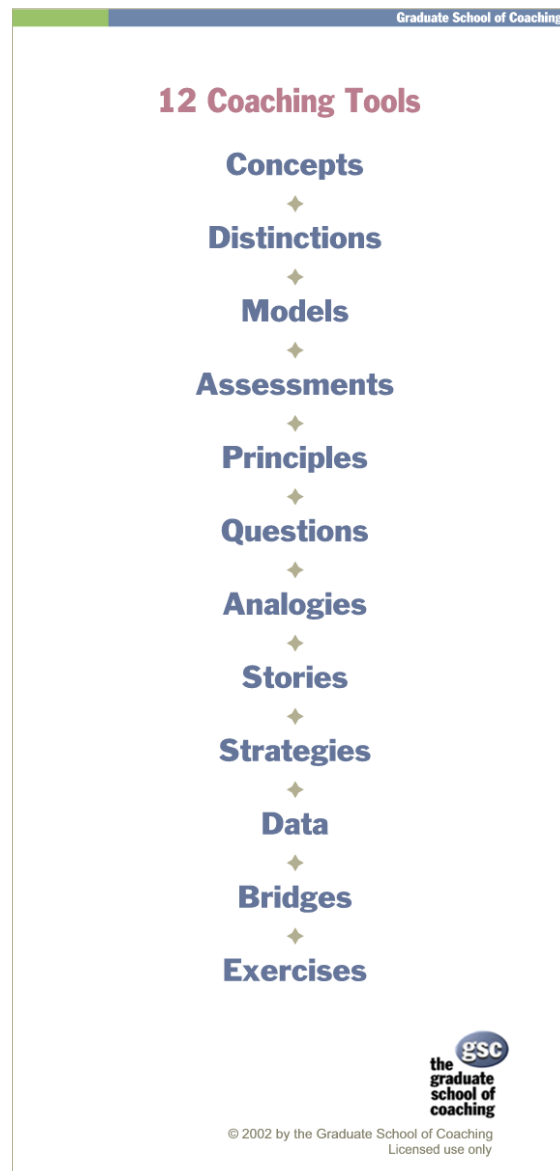 Graduate School of Coaching
12 Coaching Tools
Concepts
Distinctions
Models
Assessments
Principles
Questions
Analogies
Stories
Strategies
Data
Bridges
Exercises
gsc
the
graduate
school of
coaching
© 2002 by the Graduate School of Coaching
Licensed use only